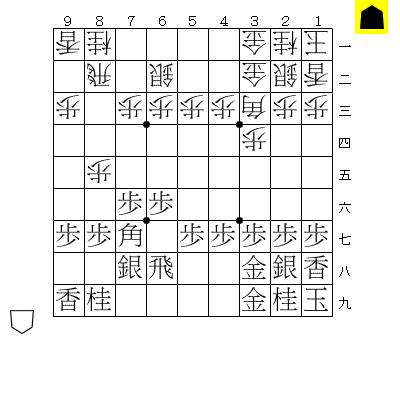 9 8 7 6 5 4 3 2 1
香 桂 金 桂 王 一
飛 銀 金 銀 香 二
歩 歩 歩 歩 歩 角 歩 歩 三
歩 四
歩 五
歩 歩 六
歩 歩 角 歩 歩 歩 歩 歩 七
銀 飛 金 銀 香 八
香 桂 金 桂 玉 九